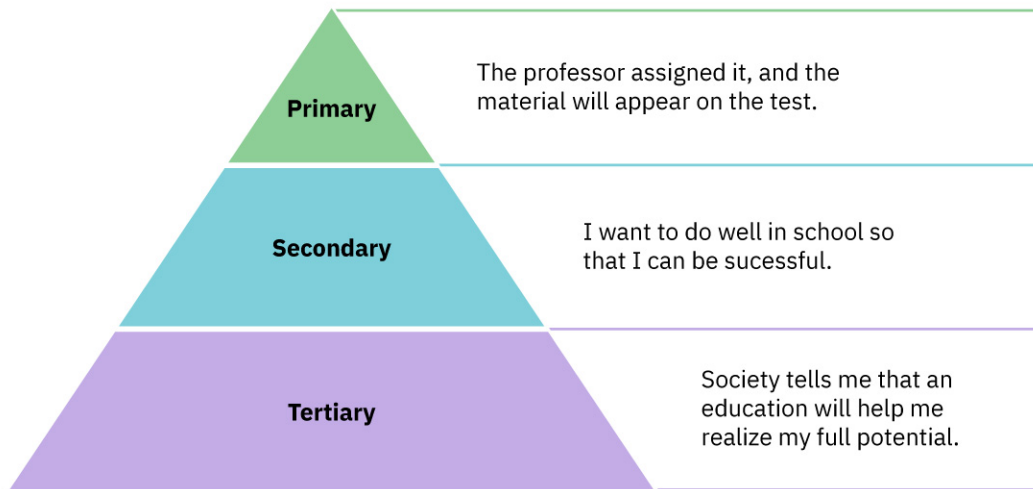 Primary
The professor assigned it, and the
material will appear on the test.
Secondary
I want to do well in school so
that I can be sucessful.
Tertiary
Society tells me that an
education will help me
realize my full potential.